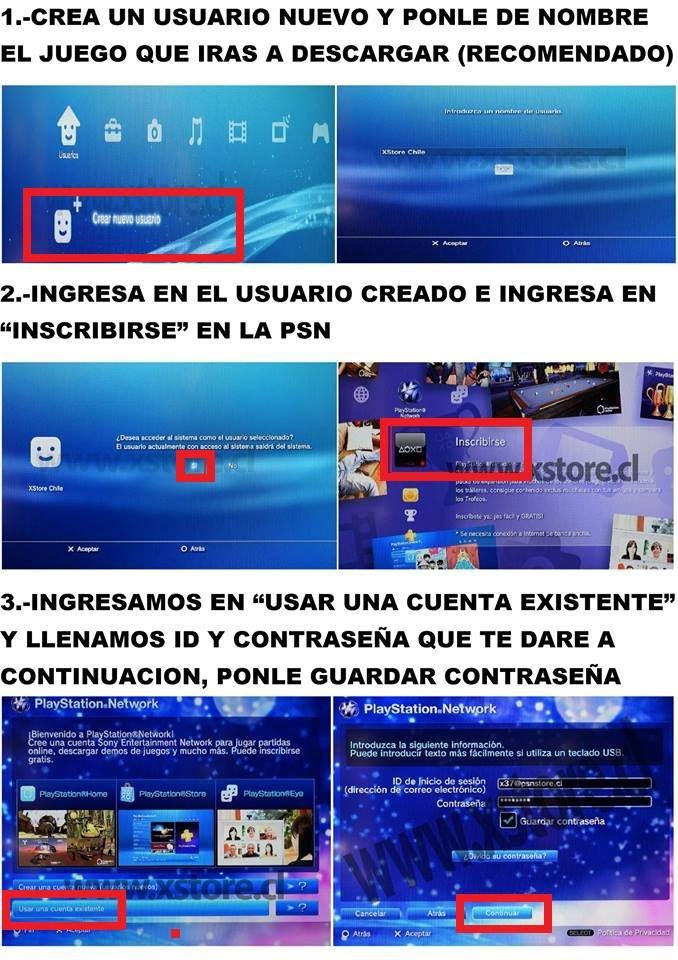 1.-CREA UN USUARIO NUEVO Y PONLE DE NOMBRE
EL JUEGO QUE IRAS A DESCARGAR (RECOMENDADO)
Usuarios
Crear nuevo usuario
Introduzca un nombre de usuario.
XStore Chile
www.xstore.cl
X Aceptar
O Atrás
2.-INGRESA EN EL USUARIO CREADO E INGRESA EN
“INSCRIBIRSE” EN LA PSN
¿Desea acceder al sistema como el usuario seleccionado?
El usuario actualmente con acceso al sistema saldrá del sistema.
No
XStore Chile
X Aceptar
O Atrás
PlayStation®
Network
Inscribirse
www.xstore.cl
los tráilers, consigue contenido
los Trofeos.
Inscríbete ya: ¡es fácil y GRATIS!
* Se necesita conexión a Internet de banda ancha.
3.-INGRESAMOS EN “USAR UNA CUENTA EXISTENTE”
Y LLENAMOS ID Y CONTRASEÑA QUE TE DARE A
CONTINUACION, PONLE GUARDAR CONTRASEÑA
PlayStation®Network
¡Bienvenido a PlayStation®Network!
Cree una cuenta Sony Entertainment Network para jugar partidas
online, descargar demos de juegos y mucho más. Puede inscribirse
gratis.
PlayStation®Home
PlayStation®Store
PlayStation®Eye
Crear una cuenta nueva (usuarios nuevos)
?
www.xstore.cl
Usar una cuenta existente
?
O Fin
X Aceptar
PlayStation®Network
Introduzca la siguiente información.
Puede introducir texto más fácilmente si utiliza un teclado USB.
ID de inicio de sesión
(dirección de correo electrónico)
x37@psnstore.cl
Contraseña
Guardar contraseña
¿Olvidó su contraseña?
Cancelar
Atrás
Continuar
O Atrás
X Aceptar
SELECT Política de Privacidad